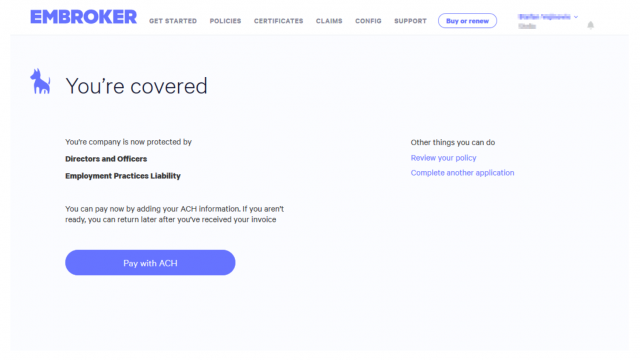 EMBROKER
GET STARTED POLICIES CERTIFICATES CLAIMS CONFIG SUPPORT Buy or renew
You're covered
You're company is now protected by
Directors and Officers
Employment Practices Liability
You can pay now by adding your ACH information. If you aren't
ready, you can return later after you've received your invoice
Pay with ACH
Other things you can do
Review your policy
Complete another application